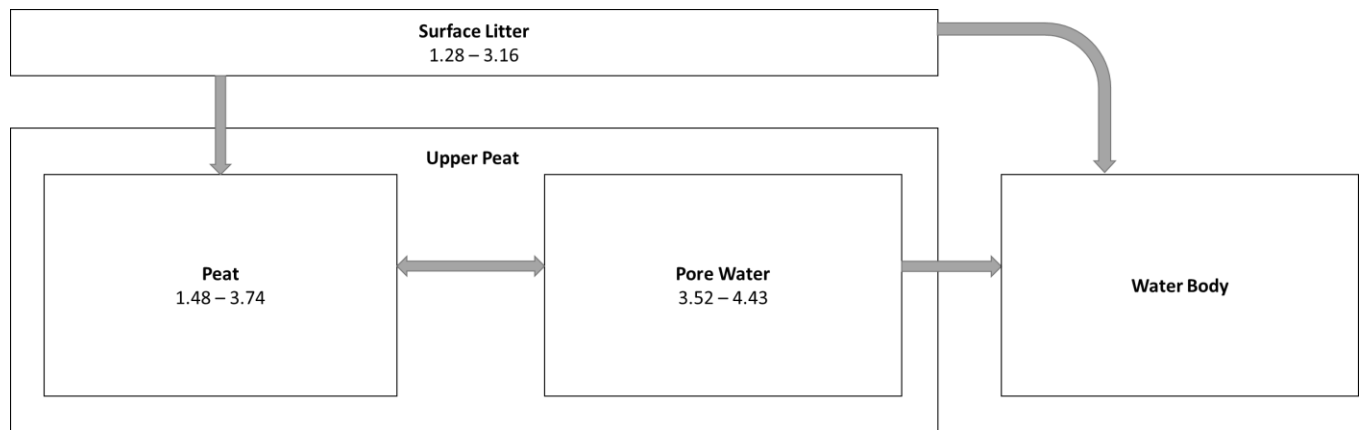 Surface Litter
1.28 – 3.16
Upper Peat
Peat
1.48 – 3.74
Pore Water
3.52 – 4.43
Water Body